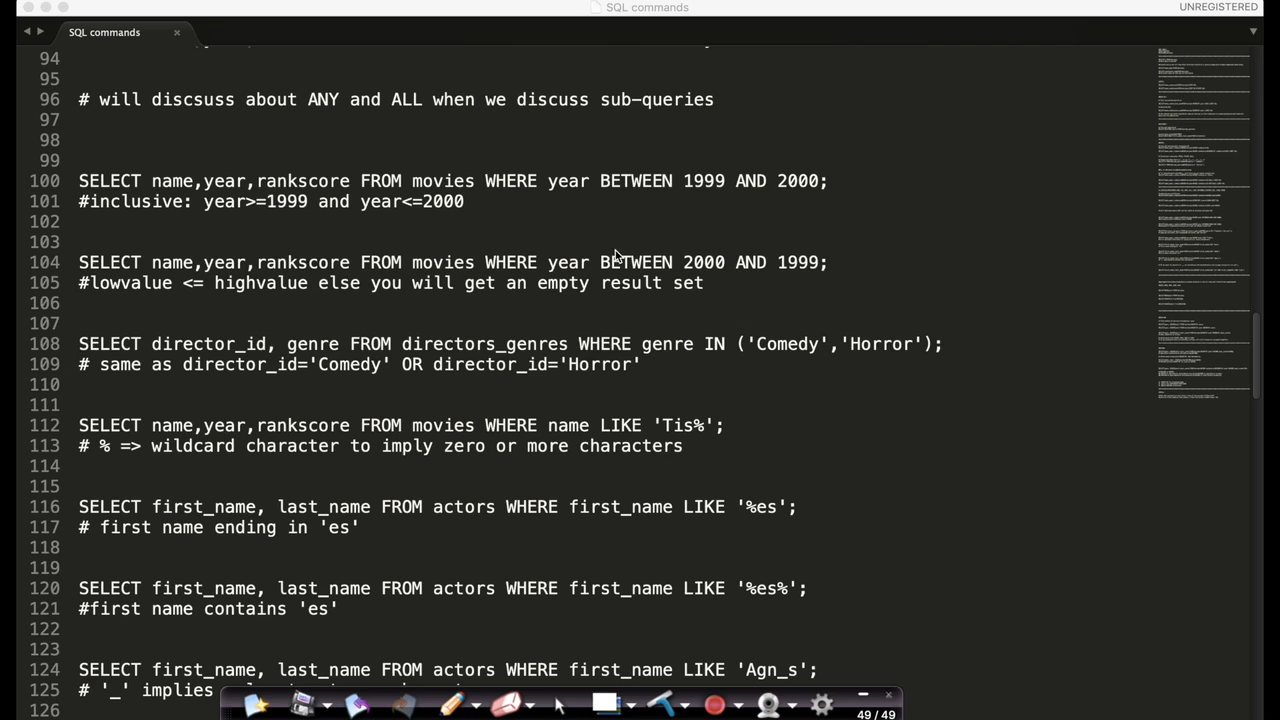 SQL commands
UNREGISTERED
SQL commands
94
95
96 # will discsuss about ANY and ALL when we discuss sub-queries
97
98
99
100 SELECT name,year,rankscore FROM movies WHERE year BETWEEN 1999 AND 2000;
101 #inclusive: year>=1999 and year<=2000
102
103
104 SELECT name,year,rankscore FROM movies WHERE year BETWEEN 2000 AND 1999;
105 #lowvalue <= highvalue else you will get an empty result set
106
107
108 SELECT director_id, genre FROM directors_genres WHERE genre IN ('Comedy','Horror');
109 # same as director_id='Comedy' OR director_id='Horror'
110
111
112 SELECT name,year,rankscore FROM movies WHERE name LIKE 'Tis%';
113 # % => wildcard character to imply zero or more characters
114
115
116 SELECT first_name, last_name FROM actors WHERE first_name LIKE '%es';
117 # first name ending in 'es'
118
119
120 SELECT first_name, last_name FROM actors WHERE first_name LIKE '%es%';
121 #first name contains 'es'
122
123
124 SELECT first_name, last_name FROM actors WHERE first_name LIKE 'Agn_s';
125 # '_' implies
126
49/49